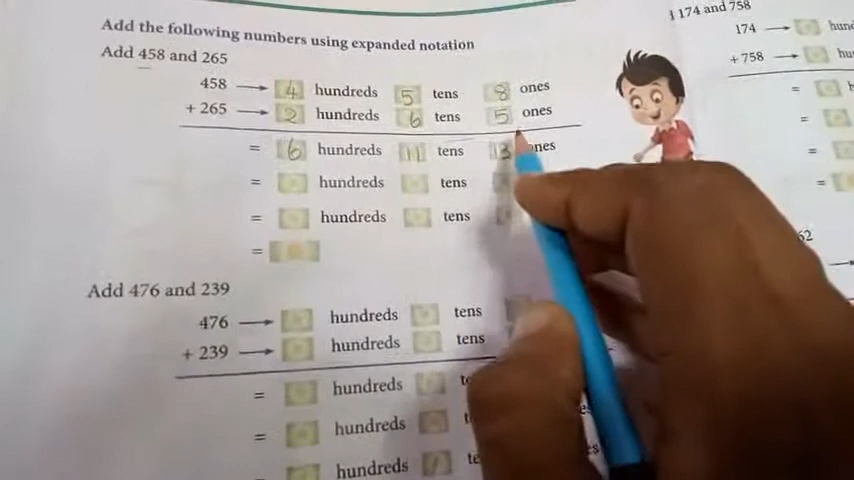 Add the following numbers using expanded notation
Add 458 and 265
458 → 4 hundreds 5 tens 8 ones
+ 265 → 2 hundreds 6 tens 5 ones
= 6 hundreds 11 tens 13 ones
= hundreds tens
= hundreds tens
=
Add 476 and 239
476 → hundreds tens
+ 239 → hundreds tens
= hundreds
= hundreds
hundreds
174 and 758
174 →
+ 758 →
=
=
=
=